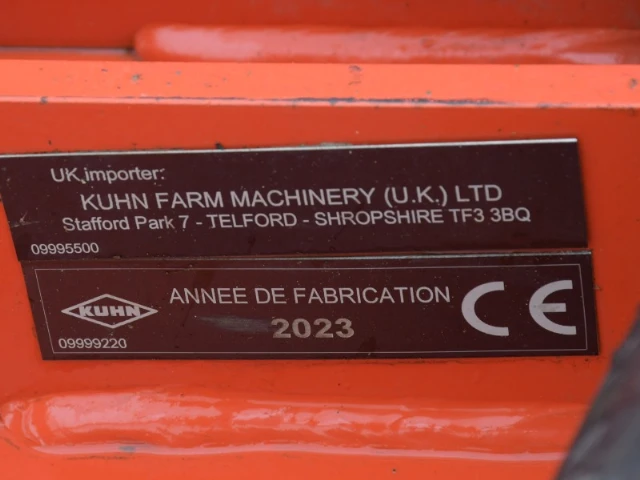 UK importer:
KUHN FARM MACHINERY (U.K.) LTD
Stafford Park 7 - TELFORD - SHROPSHIRE TF3 3BQ
09995500
KUHN
ANNEE DE FABRICATION
2023
CE
09999220